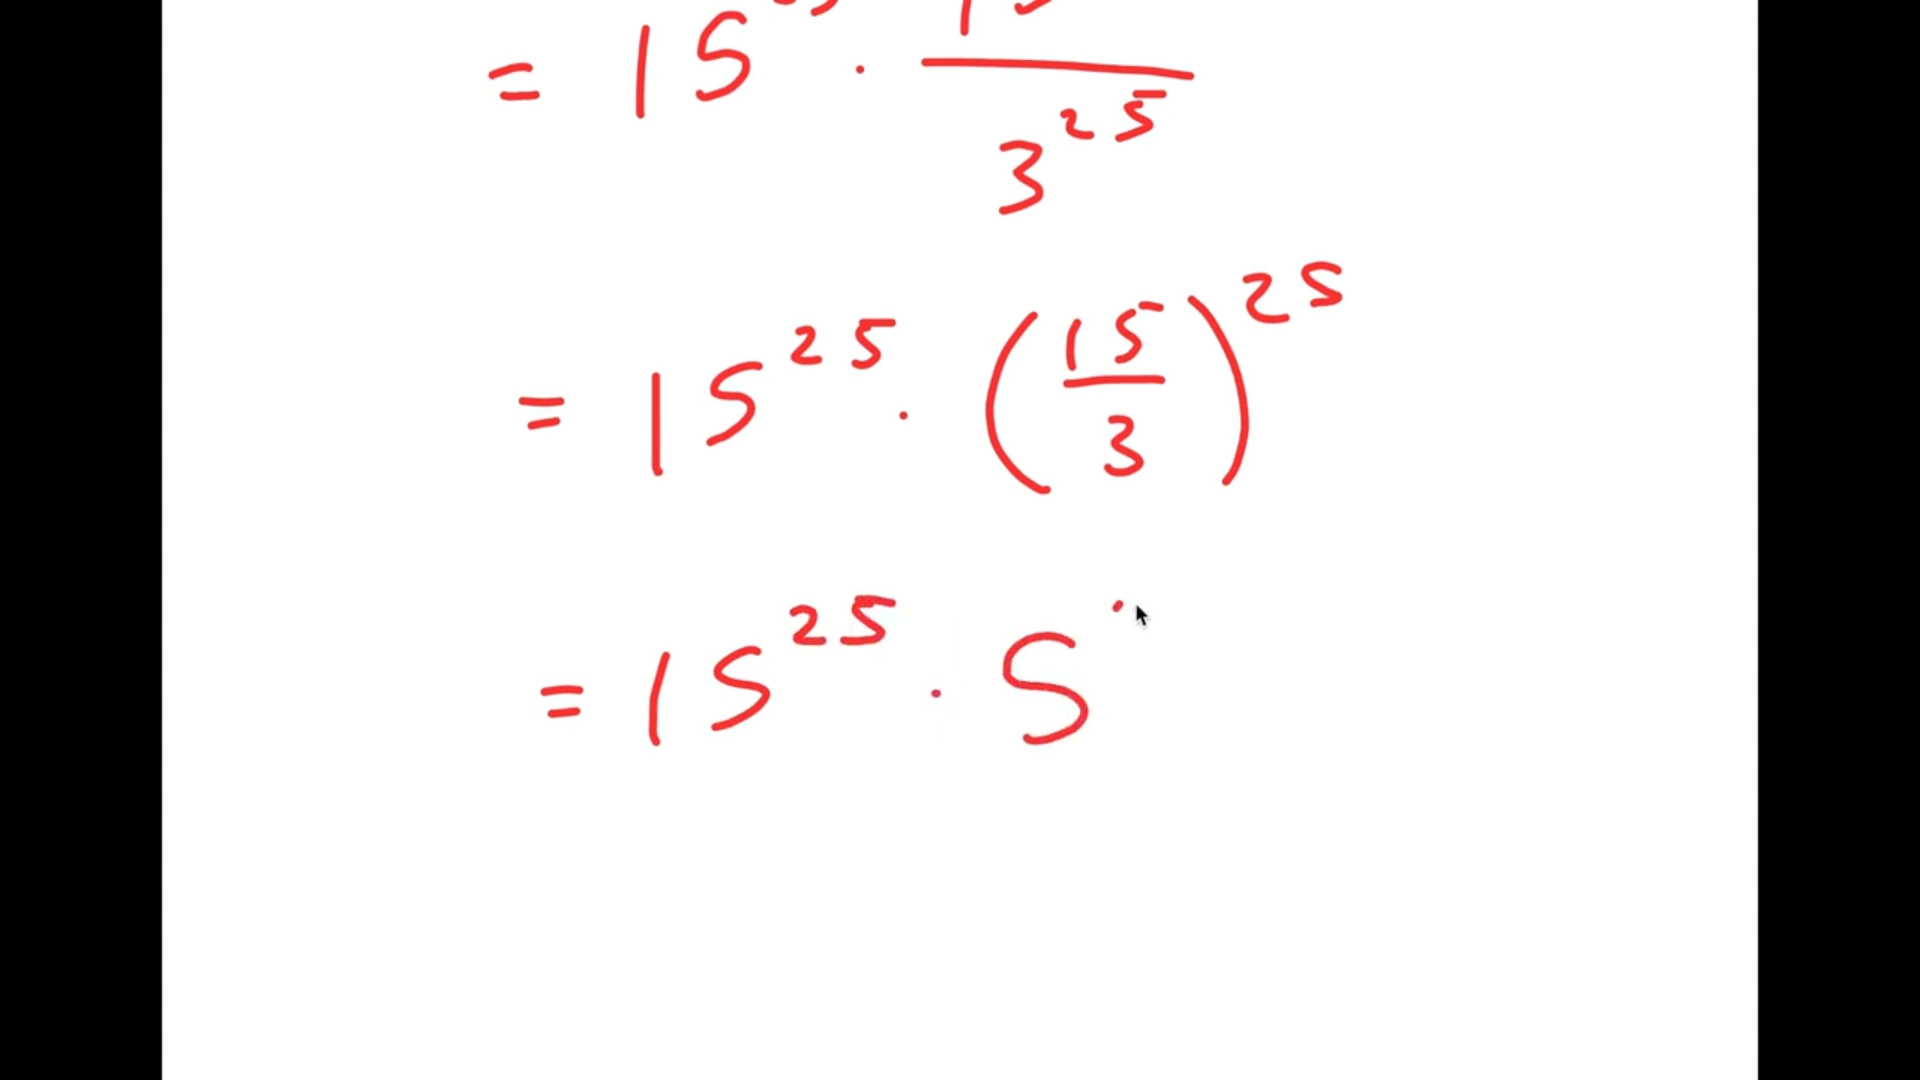 = 15 · ― 3^25
= 15^25 · (15/3)^25
= 15^25 · 5